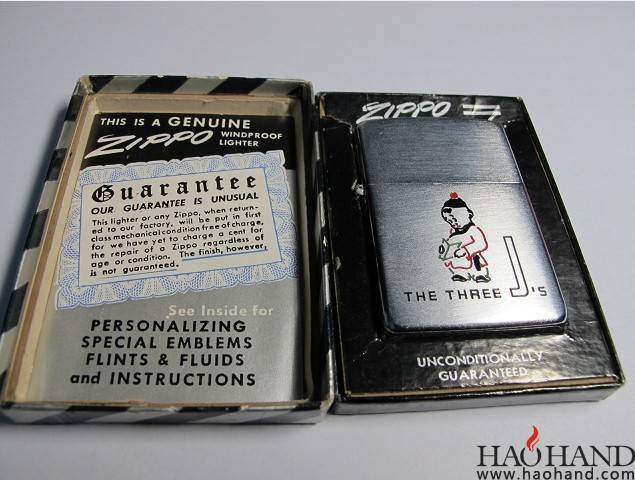 THIS IS A GENUINE
ZIPPO WINDPROOF LIGHTER
Guarantee
OUR GUARANTEE IS UNUSUAL
This lighter or any Zippo, when return-
ed to our factory, will be put in first
class mechanical condition free of charge,
for we have yet to charge a cent for
the repair of a Zippo regardless of
age or condition. The finish, however,
is not guaranteed.
See Inside for
PERSONALIZING
SPECIAL EMBLEMS
FLINTS & FLUIDS
and INSTRUCTIONS
ZIPPO
THE THREE J's
UNCONDITIONALLY
GUARANTEED
HAOHAND
www.haohand.com